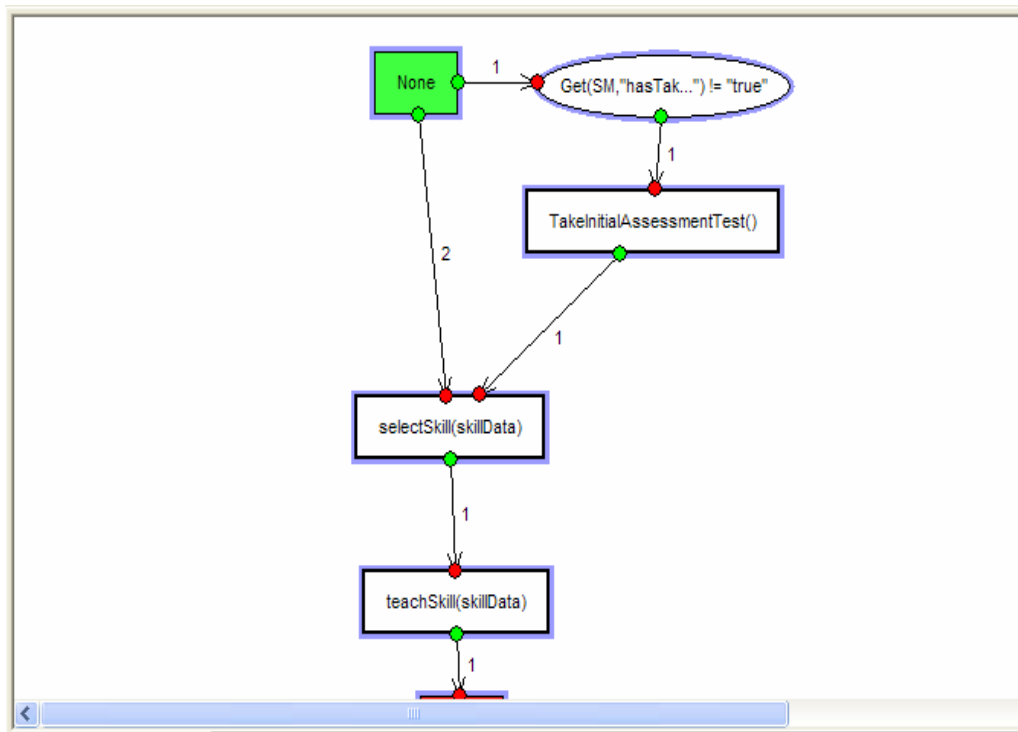 None
1
Get(SM,"hasTak...") != "true"
1
TakeInitialAssessmentTest()
2
1
selectSkill(skillData)
1
teachSkill(skillData)
1